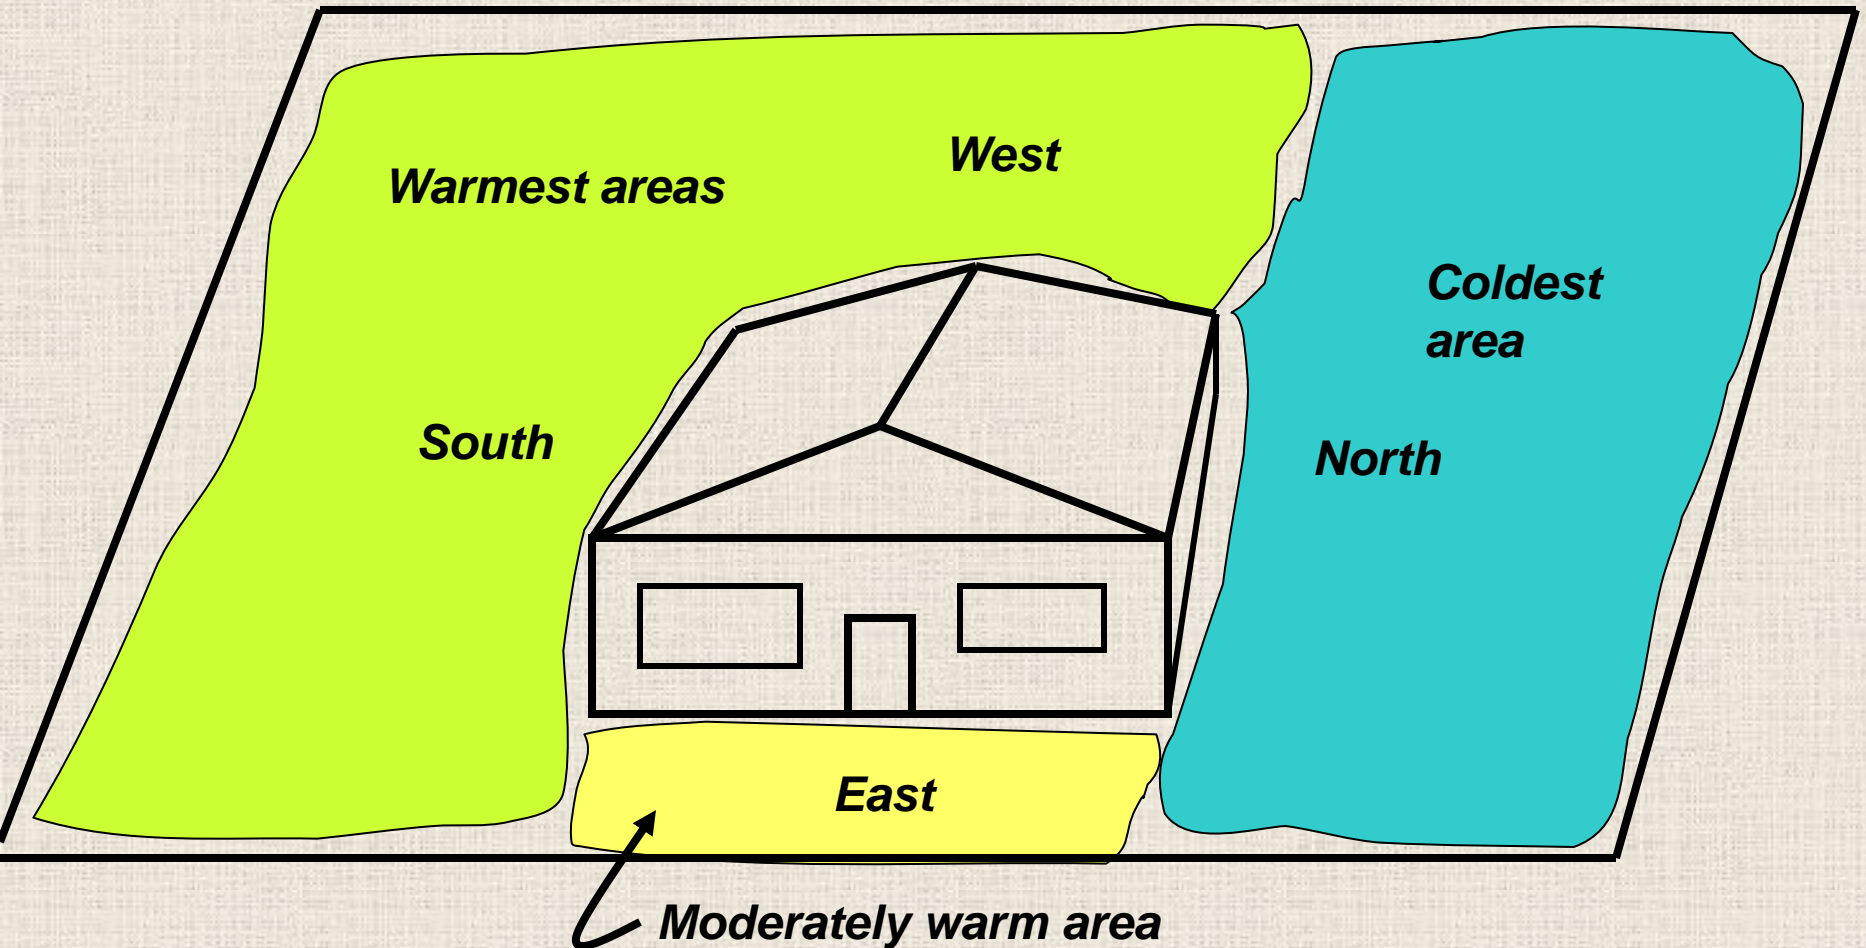 West
Warmest areas
Coldest
area
South
North
East
Moderately warm area